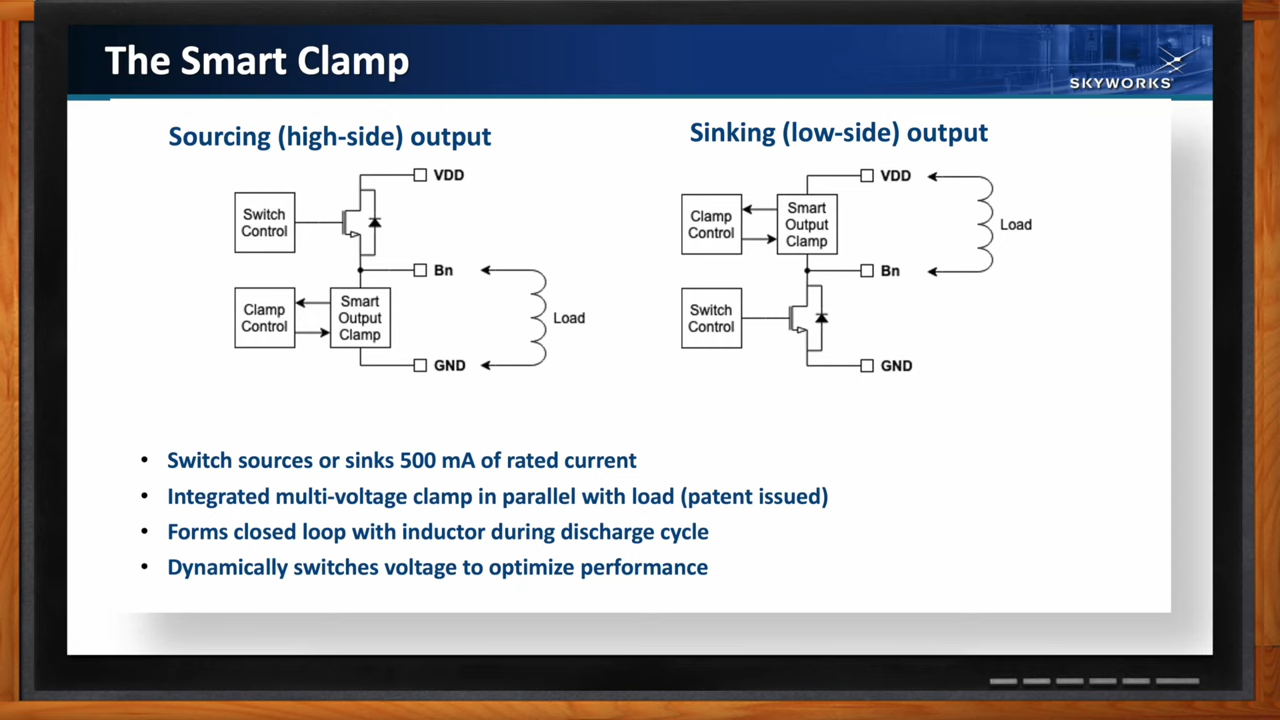 The Smart Clamp
SKYWORKS
Sourcing (high-side) output
VDD
Switch
Control
Bn
Clamp
Control
Smart
Output
Clamp
Load
GND
Sinking (low-side) output
VDD
Clamp
Control
Smart
Output
Clamp
Load
Bn
Switch
Control
GND
• Switch sources or sinks 500 mA of rated current
• Integrated multi-voltage clamp in parallel with load (patent issued)
• Forms closed loop with inductor during discharge cycle
• Dynamically switches voltage to optimize performance